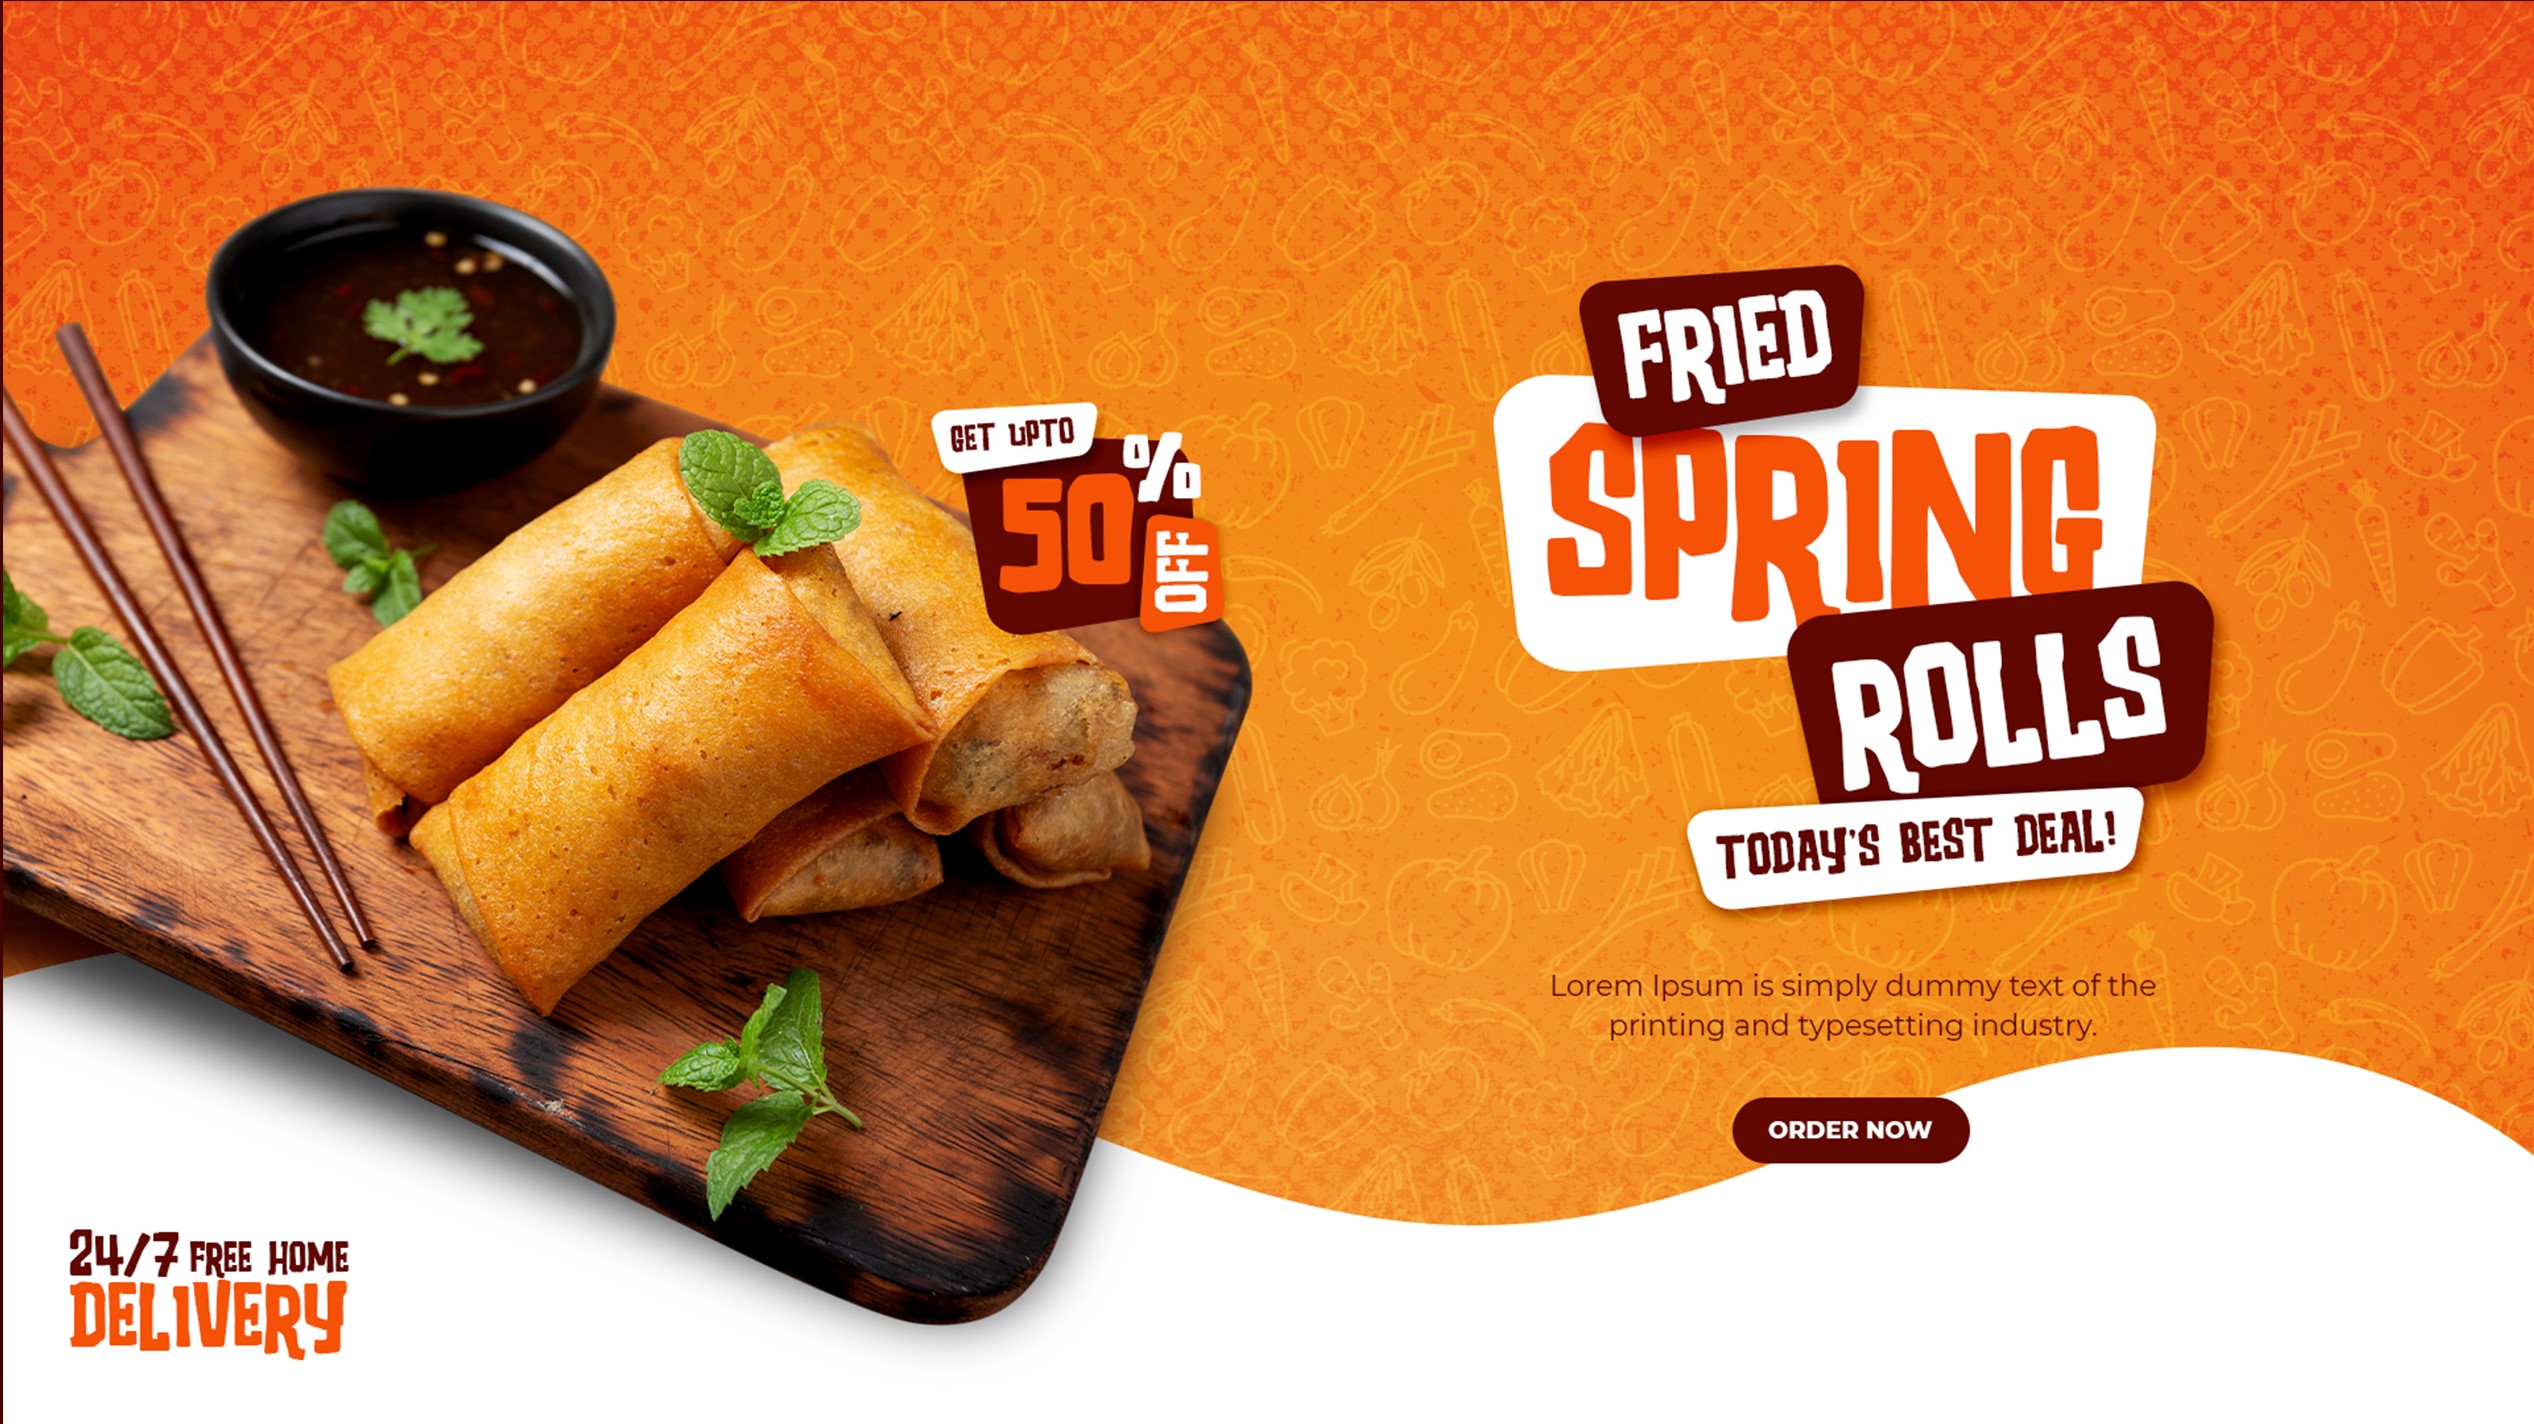 GET UPTO
50%
OFF
FRIED
SPRING
ROLLS
TODAY'S BEST DEAL!
Lorem Ipsum is simply dummy text of the
printing and typesetting industry.
ORDER NOW
24/7 FREE HOME
DELIVERY